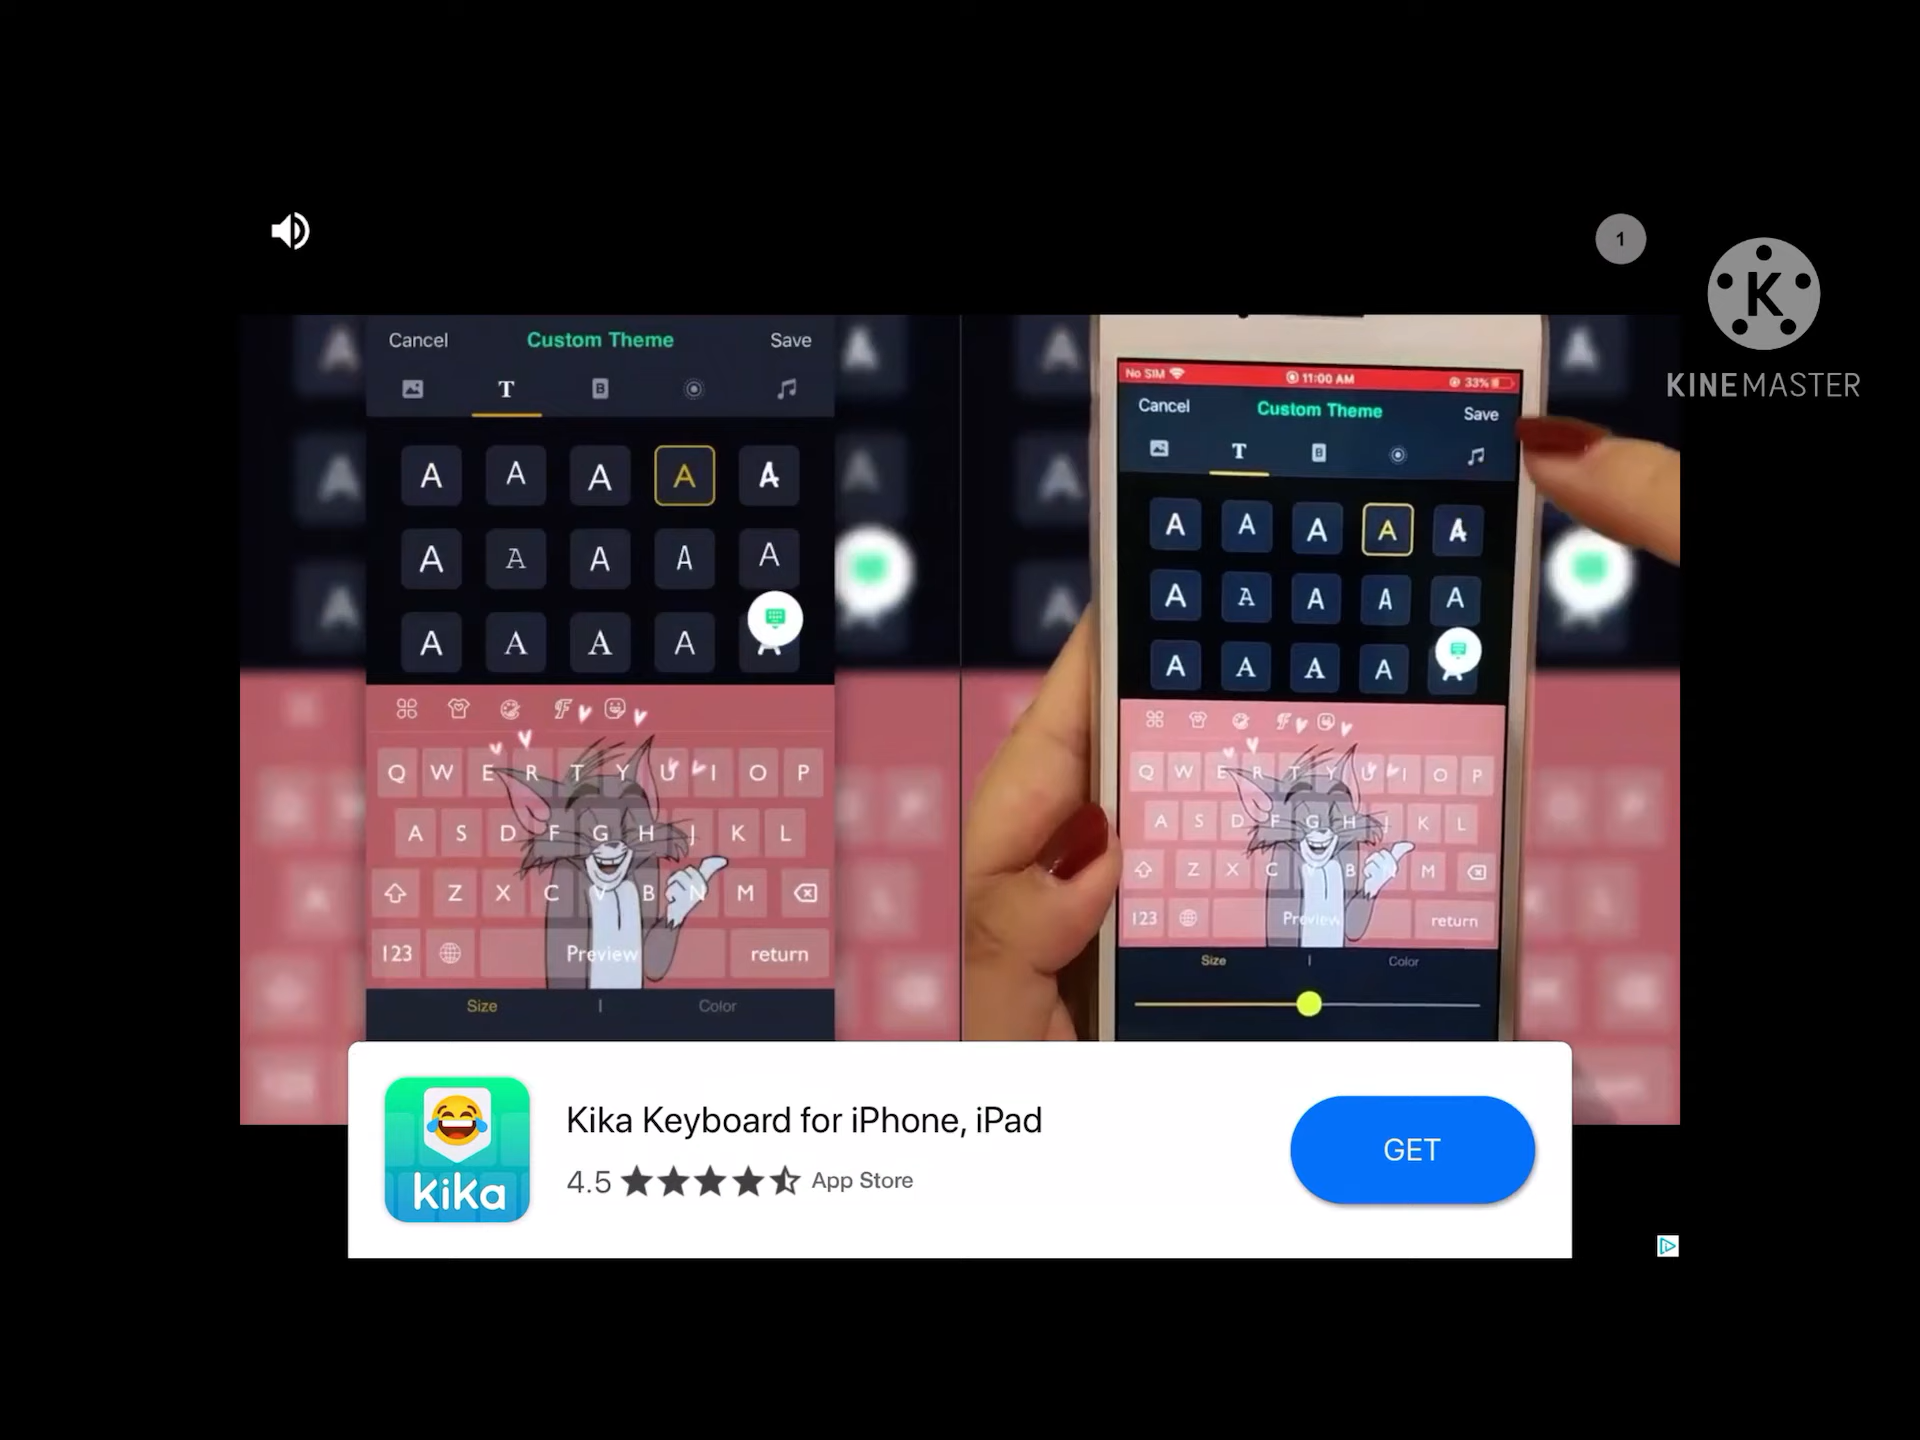 1
K
KINEMASTER
Cancel Custom Theme Save
T B
A A A A A
A A A A A
A A A A A
Q W E R T Y U I O P
A S D F G H J K L
Z X C V B N M
123 Preview return
Size | Color
No SIM 11:00 AM 33%
Cancel Custom Theme Save
T B
A A A A A
A A A A A
A A A A A
Q W E R T Y U I O P
A S D F G H J K L
Z X C V B N M
123 Preview return
Size | Color
kika
Kika Keyboard for iPhone, iPad
4.5 App Store
GET